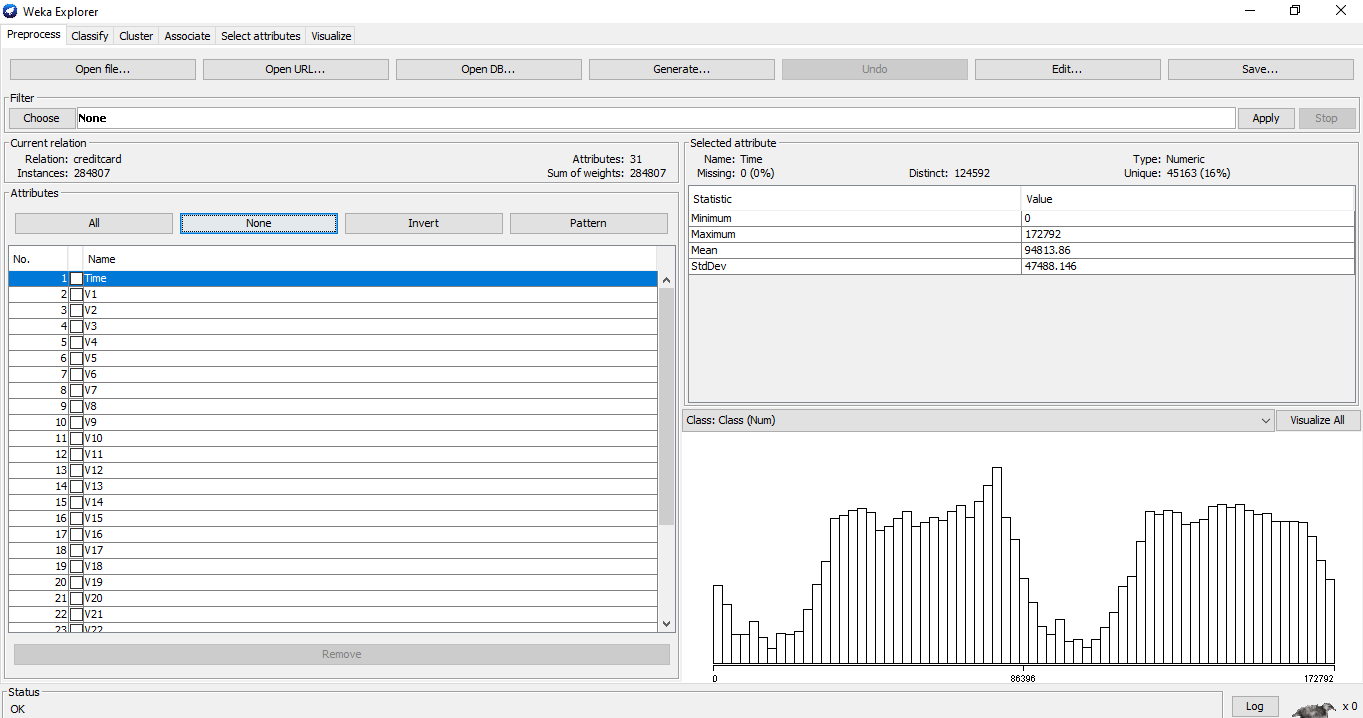 Weka Explorer
Preprocess Classify Cluster Associate Select attributes Visualize
Open file... Open URL... Open DB... Generate... Undo Edit... Save...
Filter
Choose None Apply Stop
Current relation
Relation: creditcard Attributes: 31
Instances: 284807 Sum of weights: 284807
Attributes
All None Invert Pattern
No. Name
1 Time
2 V1
3 V2
4 V3
5 V4
6 V5
7 V6
8 V7
9 V8
10 V9
11 V10
12 V11
13 V12
14 V13
15 V14
16 V15
17 V16
18 V17
19 V18
20 V19
21 V20
22 V21
23 V22
Remove
Selected attribute
Name: Time Type: Numeric
Missing: 0 (0%) Distinct: 124592 Unique: 45163 (16%)
Statistic Value
Minimum 0
Maximum 172792
Mean 94813.86
StdDev 47488.146
Class: Class (Num) Visualize All
0 86396 172792
Status
OK Log x 0